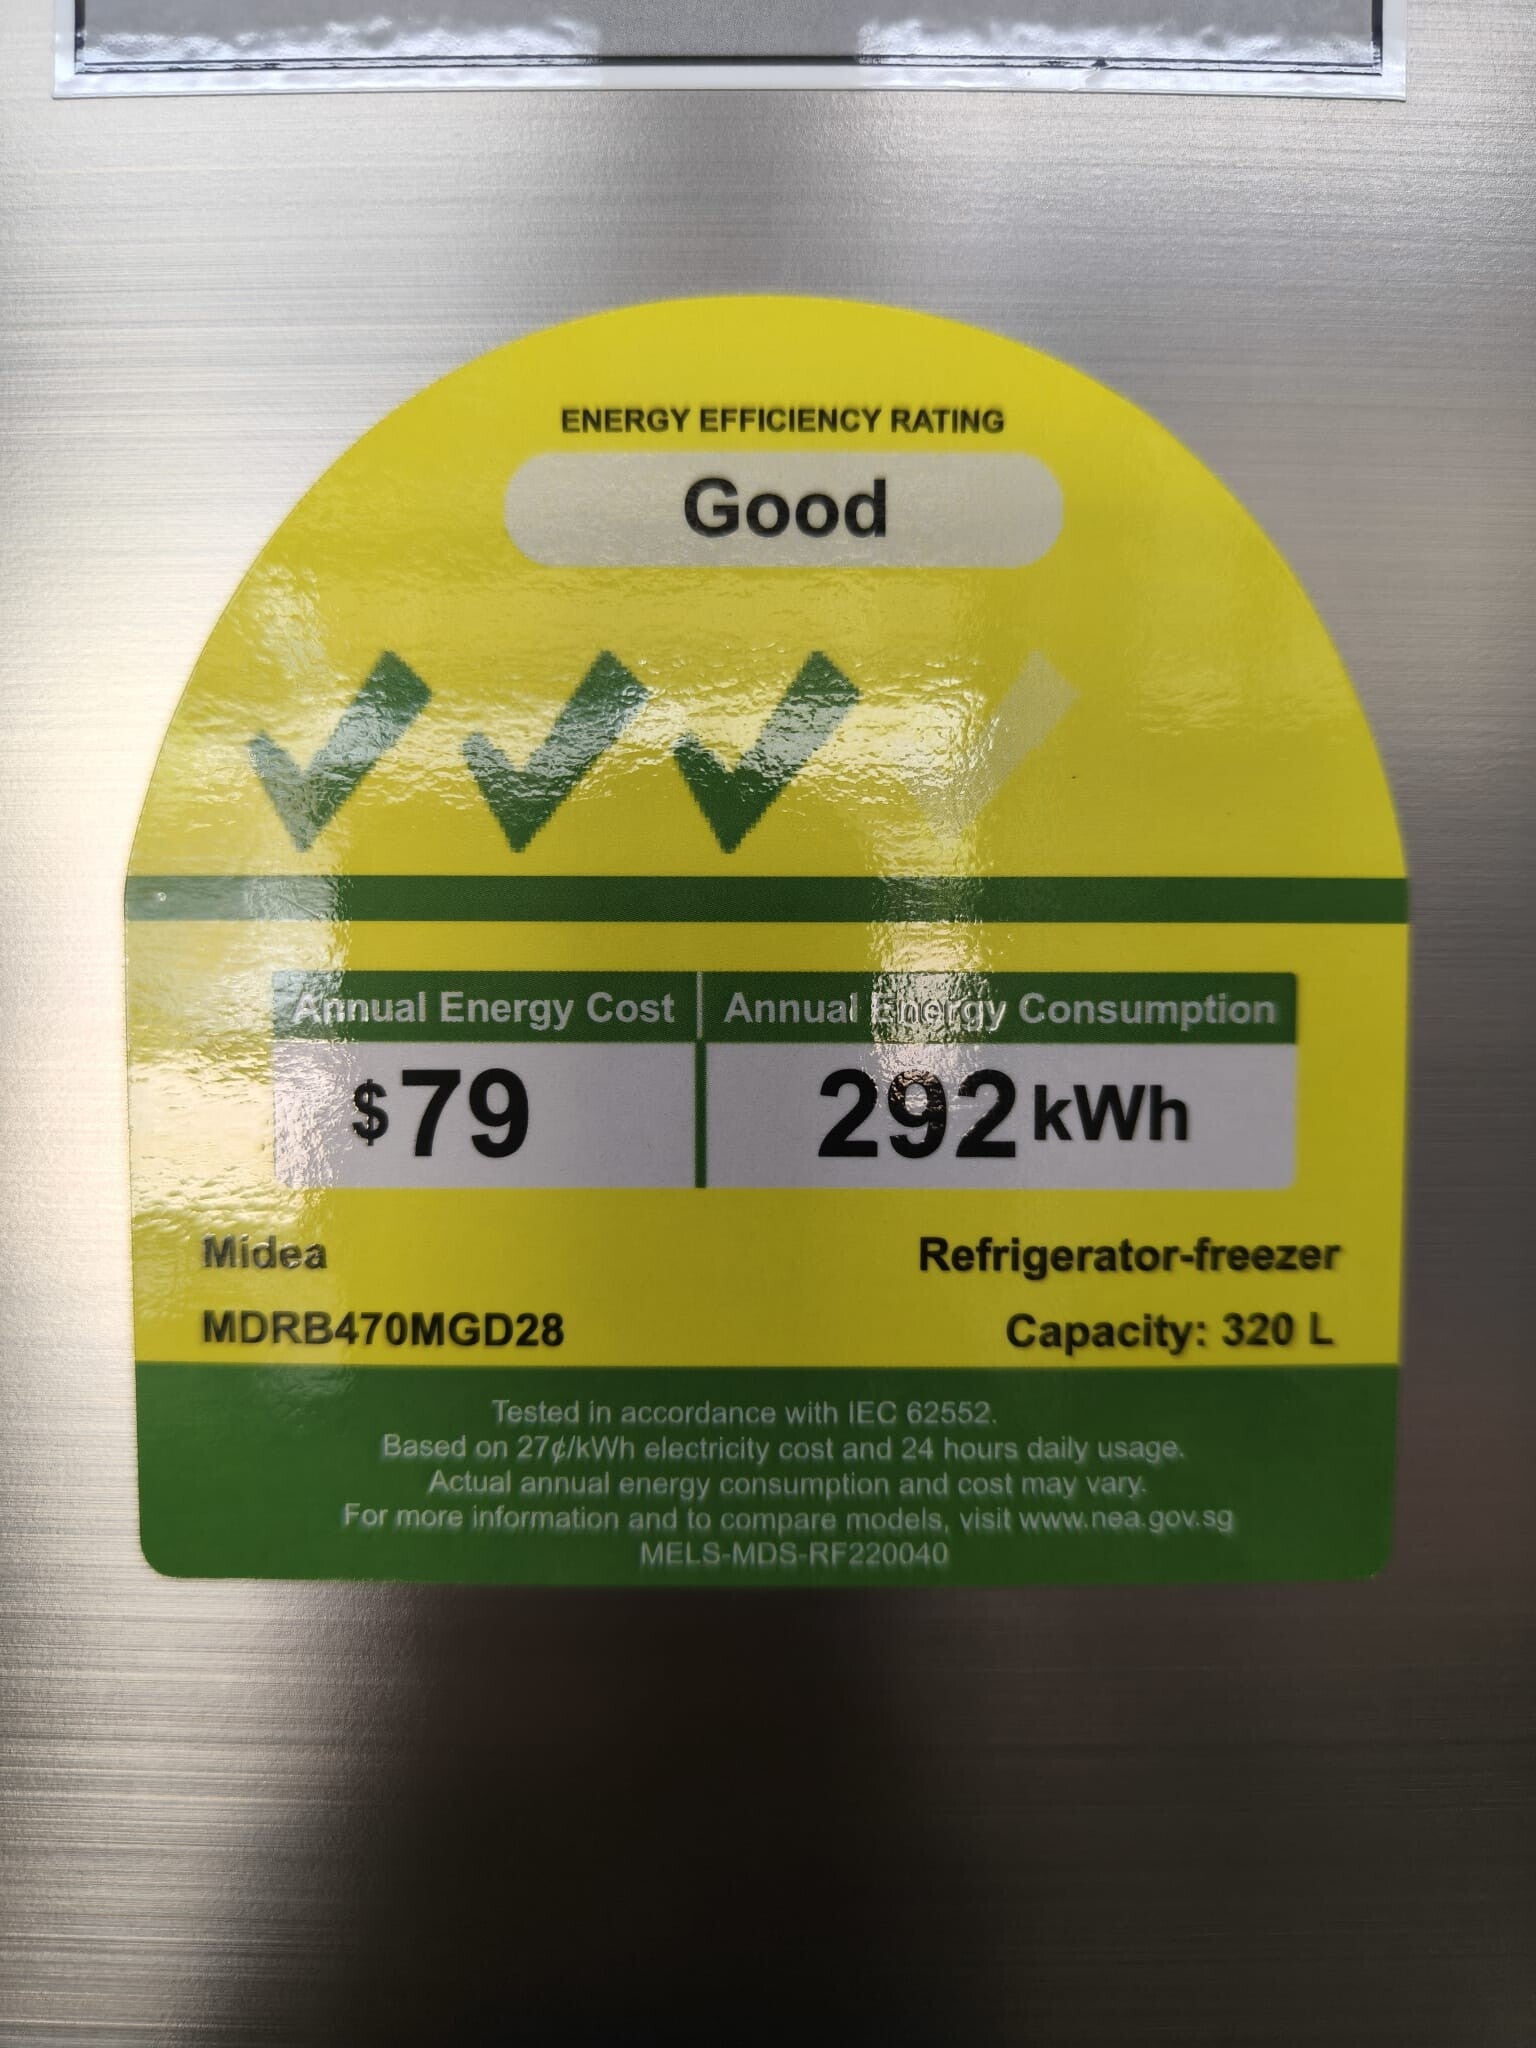 ENERGY EFFICIENCY RATING
Good
Annual Energy Cost
Annual Energy Consumption
$79
292 kWh
Midea
Refrigerator-freezer
MDRB470MGD28
Capacity: 320 L
Tested in accordance with IEC 62552.
Based on 27¢/kWh electricity cost and 24 hours daily usage.
Actual annual energy consumption and cost may vary.
For more information and to compare models, visit www.nea.gov.sg
MELS-MDS-RF220040